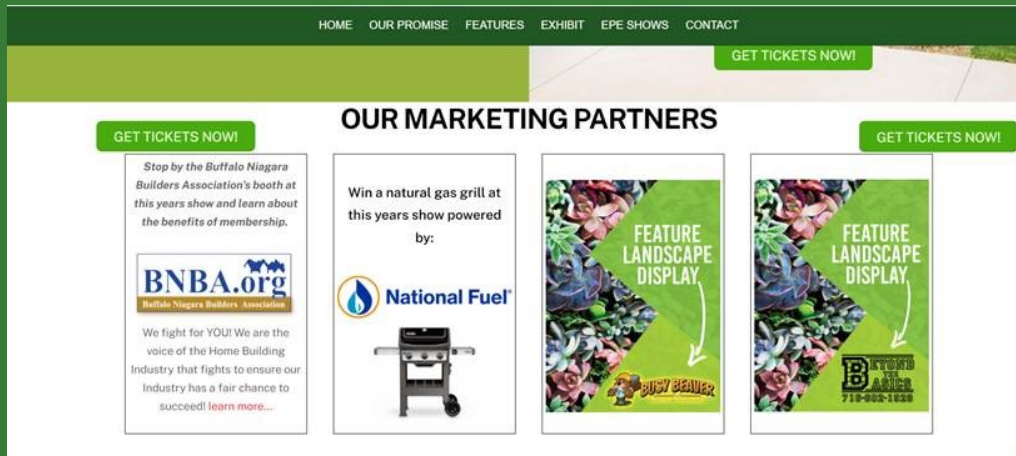 HOME OUR PROMISE FEATURES EXHIBIT EPE SHOWS CONTACT
GET TICKETS NOW!
OUR MARKETING PARTNERS
GET TICKETS NOW!
GET TICKETS NOW!
Stop by the Buffalo Niagara
Builders Association's booth at
this years show and learn about
the benefits of membership.
BNBA.org
Buffalo Niagara Builders Association
We fight for YOU! We are the
voice of the Home Building
Industry that fights to ensure our
Industry has a fair chance to
succeed! learn more...
Win a natural gas grill at
this years show powered
by:
National Fuel®
FEATURE
LANDSCAPE
DISPLAY
BUSY BEAVER
FEATURE
LANDSCAPE
DISPLAY
BEYOND
THE
BASICS